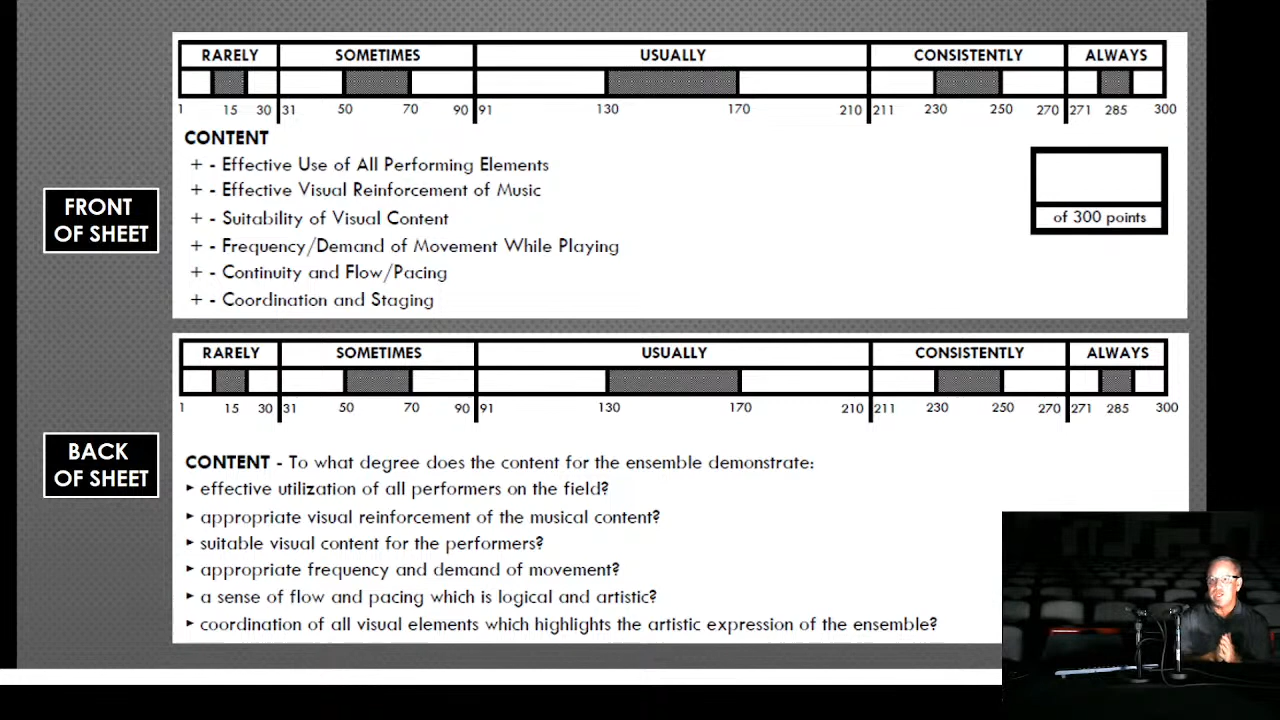 RARELY SOMETIMES USUALLY CONSISTENTLY ALWAYS
1 15 30 31 50 70 90 91 130 170 210 211 230 250 270 271 285 300
CONTENT
+ - Effective Use of All Performing Elements
+ - Effective Visual Reinforcement of Music
+ - Suitability of Visual Content
+ - Frequency/Demand of Movement While Playing
+ - Continuity and Flow/Pacing
+ - Coordination and Staging
of 300 points
FRONT
OF SHEET
RARELY SOMETIMES USUALLY CONSISTENTLY ALWAYS
1 15 30 31 50 70 90 91 130 170 210 211 230 250 270 271 285 300
BACK
OF SHEET
CONTENT - To what degree does the content for the ensemble demonstrate:
‣ effective utilization of all performers on the field?
‣ appropriate visual reinforcement of the musical content?
‣ suitable visual content for the performers?
‣ appropriate frequency and demand of movement?
‣ a sense of flow and pacing which is logical and artistic?
‣ coordination of all visual elements which highlights the artistic expression of the ensemble?